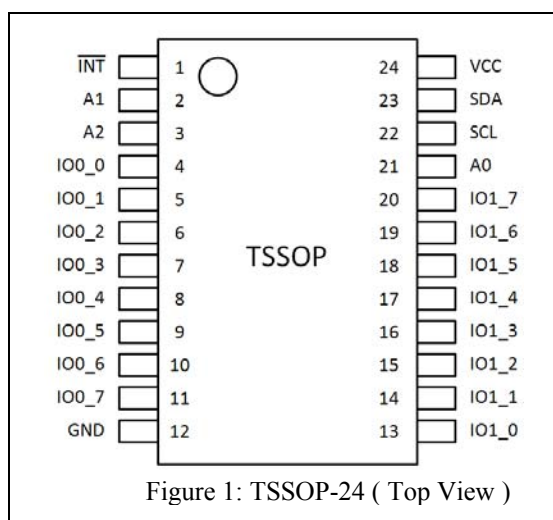 INT 1 24 VCC
A1 2 23 SDA
A2 3 22 SCL
IO0_0 4 21 A0
IO0_1 5 20 IO1_7
IO0_2 6 19 IO1_6
IO0_3 7 TSSOP 18 IO1_5
IO0_4 8 17 IO1_4
IO0_5 9 16 IO1_3
IO0_6 10 15 IO1_2
IO0_7 11 14 IO1_1
GND 12 13 IO1_0
Figure 1: TSSOP-24 ( Top View )